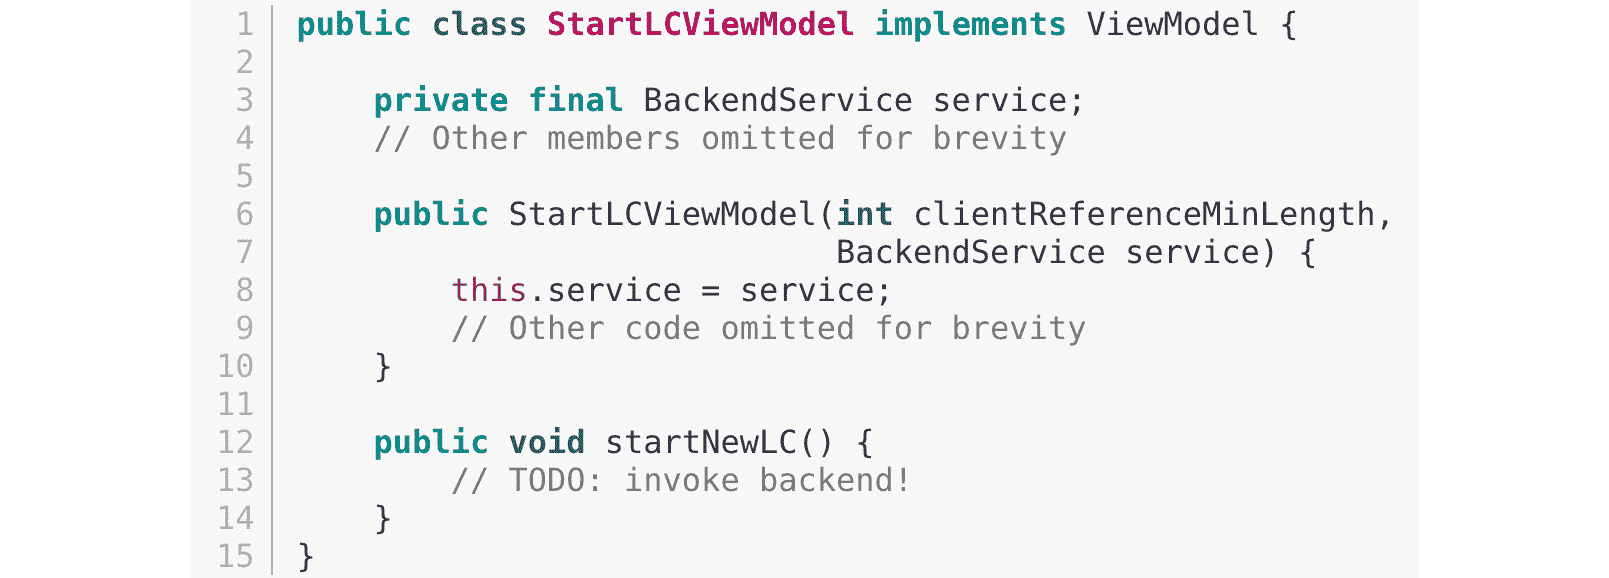 1 public class StartLCViewModel implements ViewModel {
2
3     private final BackendService service;
4     // Other members omitted for brevity
5
6     public StartLCViewModel(int clientReferenceMinLength,
7                             BackendService service) {
8         this.service = service;
9         // Other code omitted for brevity
10     }
11
12     public void startNewLC() {
13         // TODO: invoke backend!
14     }
15 }